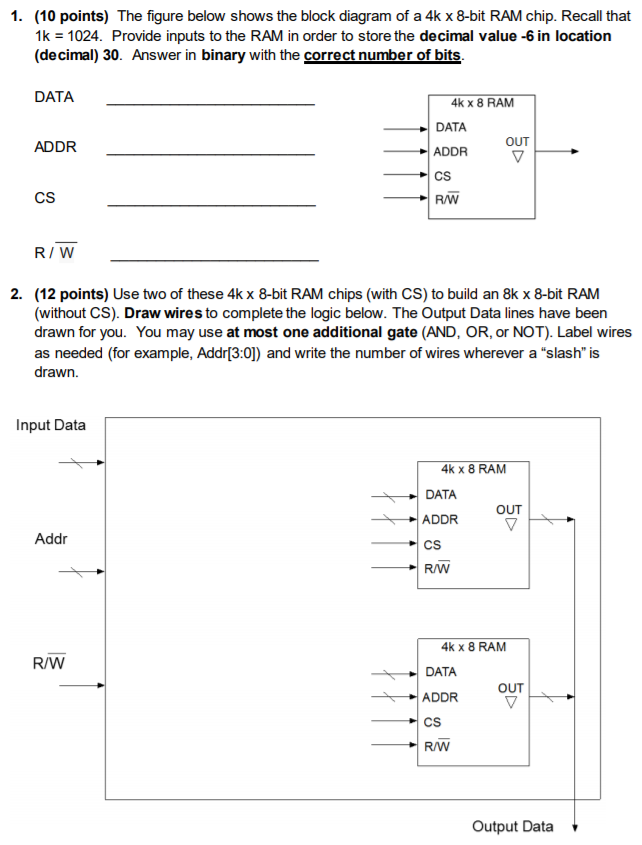 1. (10 points) The figure below shows the block diagram of a 4k x 8-bit RAM chip. Recall that
1k = 1024. Provide inputs to the RAM in order to store the decimal value -6 in location
(decimal) 30. Answer in binary with the correct number of bits.
DATA
ADDR
CS
R / W̅
4k x 8 RAM
DATA
ADDR
CS
R/W̅
OUT
2. (12 points) Use two of these 4k x 8-bit RAM chips (with CS) to build an 8k x 8-bit RAM
(without CS). Draw wires to complete the logic below. The Output Data lines have been
drawn for you. You may use at most one additional gate (AND, OR, or NOT). Label wires
as needed (for example, Addr[3:0]) and write the number of wires wherever a “slash” is
drawn.
Input Data
Addr
R/W̅
4k x 8 RAM
DATA
ADDR
CS
R/W̅
OUT
4k x 8 RAM
DATA
ADDR
CS
R/W̅
OUT
Output Data